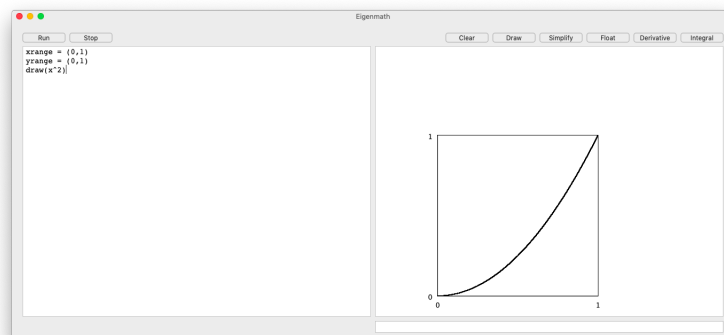 Eigenmath
Run Stop Clear Draw Simplify Float Derivative Integral
xrange = (0,1)
yrange = (0,1)
draw(x^2)
1
0
0 1